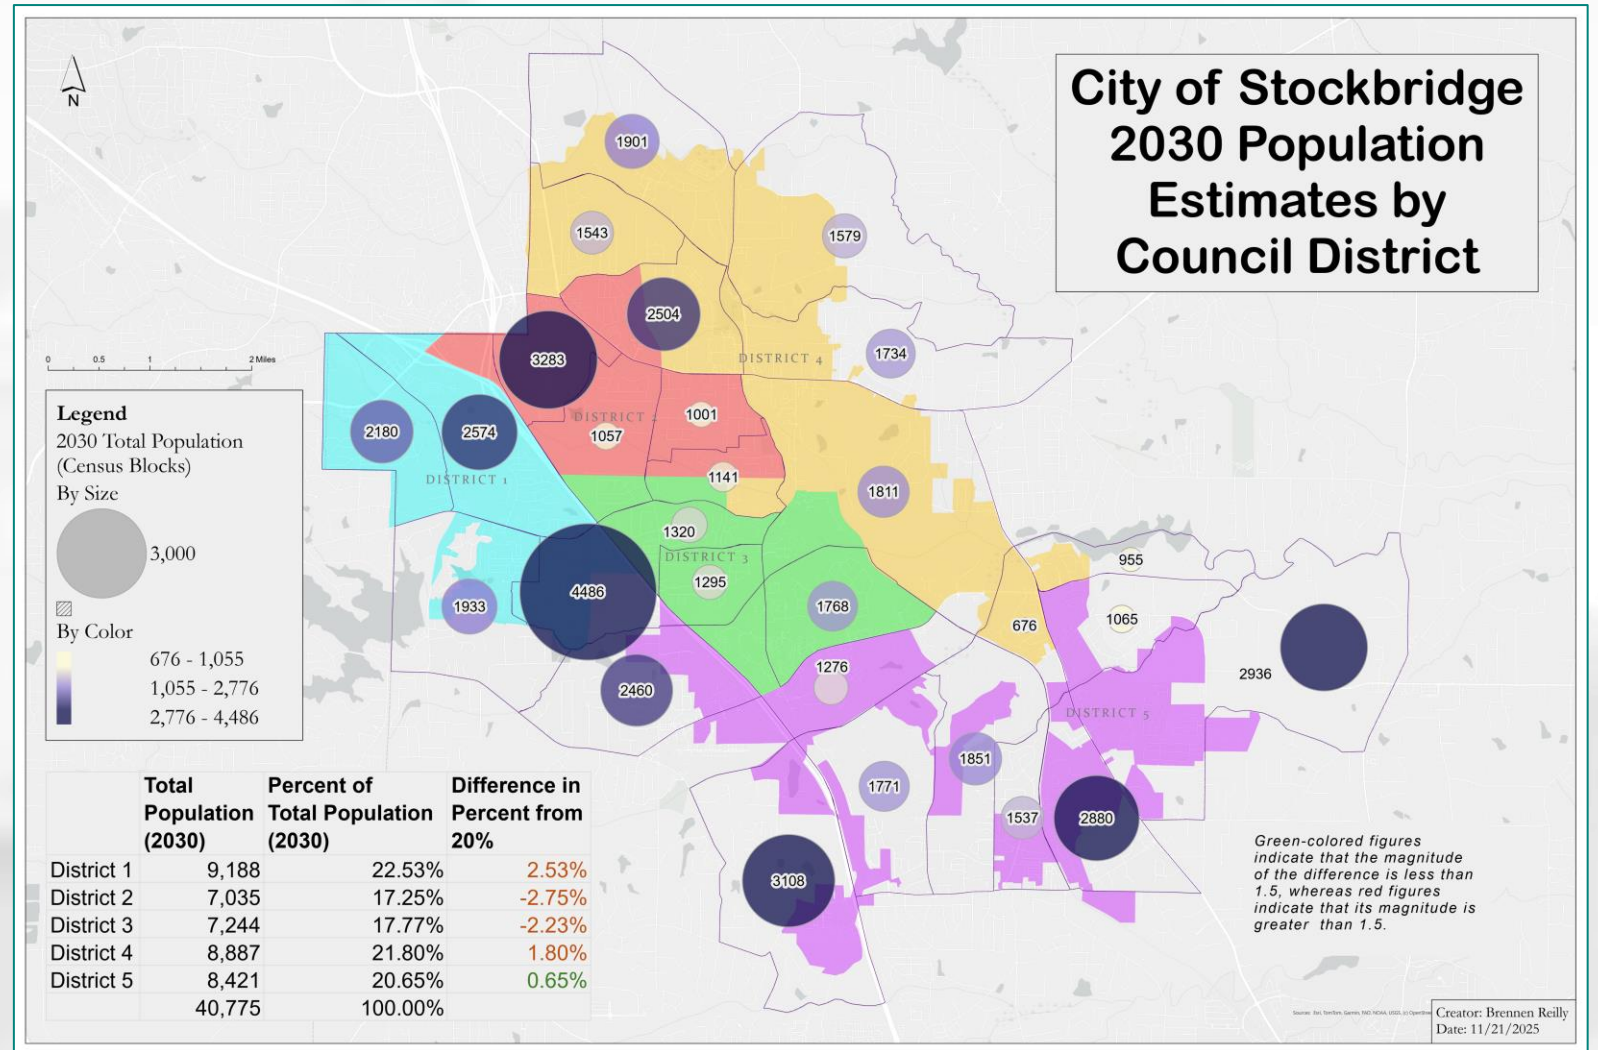 City of Stockbridge
2030 Population
Estimates by
Council District
N
0 0.5 1 2 Miles
Legend
2030 Total Population
(Census Blocks)
By Size
3,000
By Color
676 - 1,055
1,055 - 2,776
2,776 - 4,486
1901
1543
1579
2504
3283
DISTRICT 4
1734
1001
DISTRICT 2
1057
2180
2574
DISTRICT 1
1141
1811
1320
DISTRICT 3
1295
955
4486
1933
1768
676
1065
1276
2936
2460
DISTRICT 5
1851
1771
1537
2880
3108
Total Population (2030) Percent of Total Population (2030) Difference in Percent from 20%
District 1 9,188 22.53% 2.53%
District 2 7,035 17.25% -2.75%
District 3 7,244 17.77% -2.23%
District 4 8,887 21.80% 1.80%
District 5 8,421 20.65% 0.65%
40,775 100.00%
Green-colored figures
indicate that the magnitude
of the difference is less than
1.5, whereas red figures
indicate that its magnitude is
greater than 1.5.
Sources: Esri, TomTom, Garmin, FAO, NOAA, USGS, (c)
Creator: Brennen Reilly
Date: 11/21/2025